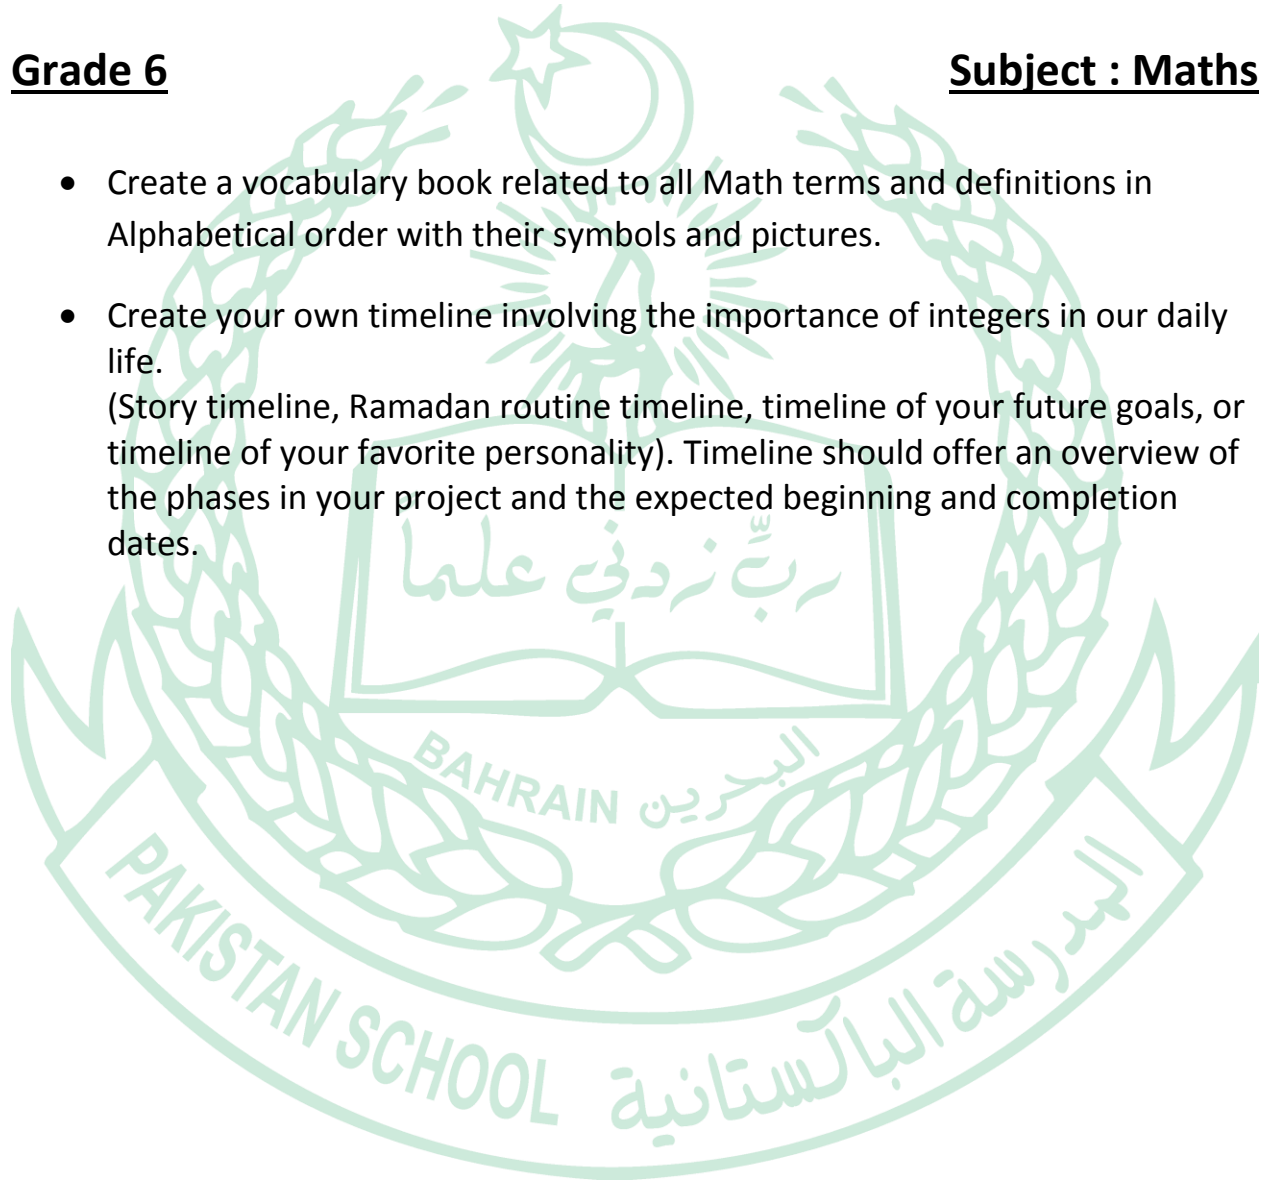 Grade 6 Subject : Maths
• Create a vocabulary book related to all Math terms and definitions in
Alphabetical order with their symbols and pictures.
• Create your own timeline involving the importance of integers in our daily
life.
(Story timeline, Ramadan routine timeline, timeline of your future goals, or
timeline of your favorite personality). Timeline should offer an overview of
the phases in your project and the expected beginning and completion
dates.
ربِّ زدني علما
BAHRAIN البحرين
PAKISTAN SCHOOL المدرسة الباكستانية